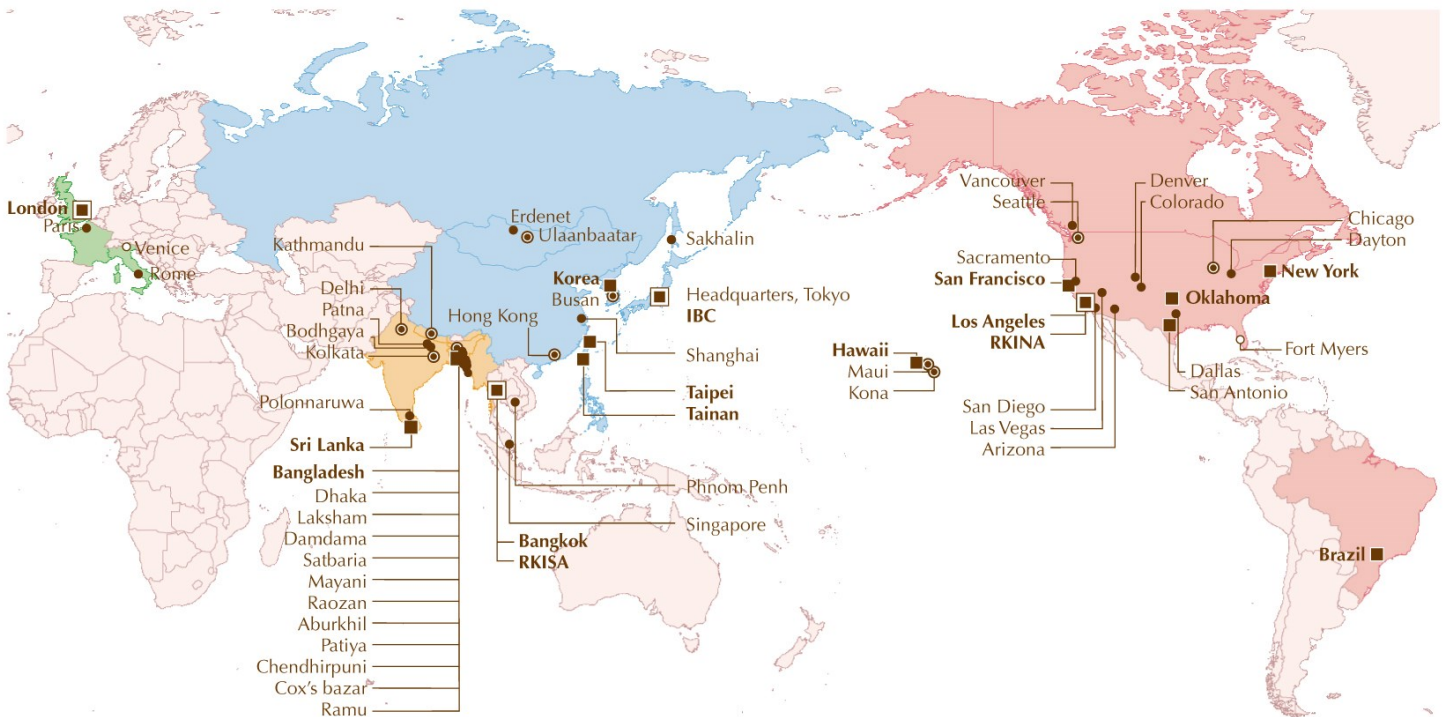 London
Paris
Venice
Rome
Kathmandu
Delhi
Patna
Bodhgaya
Kolkata
Polonnaruwa
Sri Lanka
Bangladesh
Dhaka
Laksham
Damdama
Satbaria
Mayani
Raozan
Aburkhil
Patiya
Chendhirpuni
Cox's bazar
Ramu
Erdenet
Ulaanbaatar
Sakhalin
Korea
Busan
Headquarters, Tokyo
IBC
Hong Kong
Shanghai
Taipei
Tainan
Phnom Penh
Singapore
Bangkok
RKISA
Vancouver
Seattle
Denver
Colorado
Chicago
Dayton
Sacramento
San Francisco
New York
Oklahoma
Los Angeles
RKINA
Hawaii
Maui
Kona
Fort Myers
Dallas
San Antonio
San Diego
Las Vegas
Arizona
Brazil